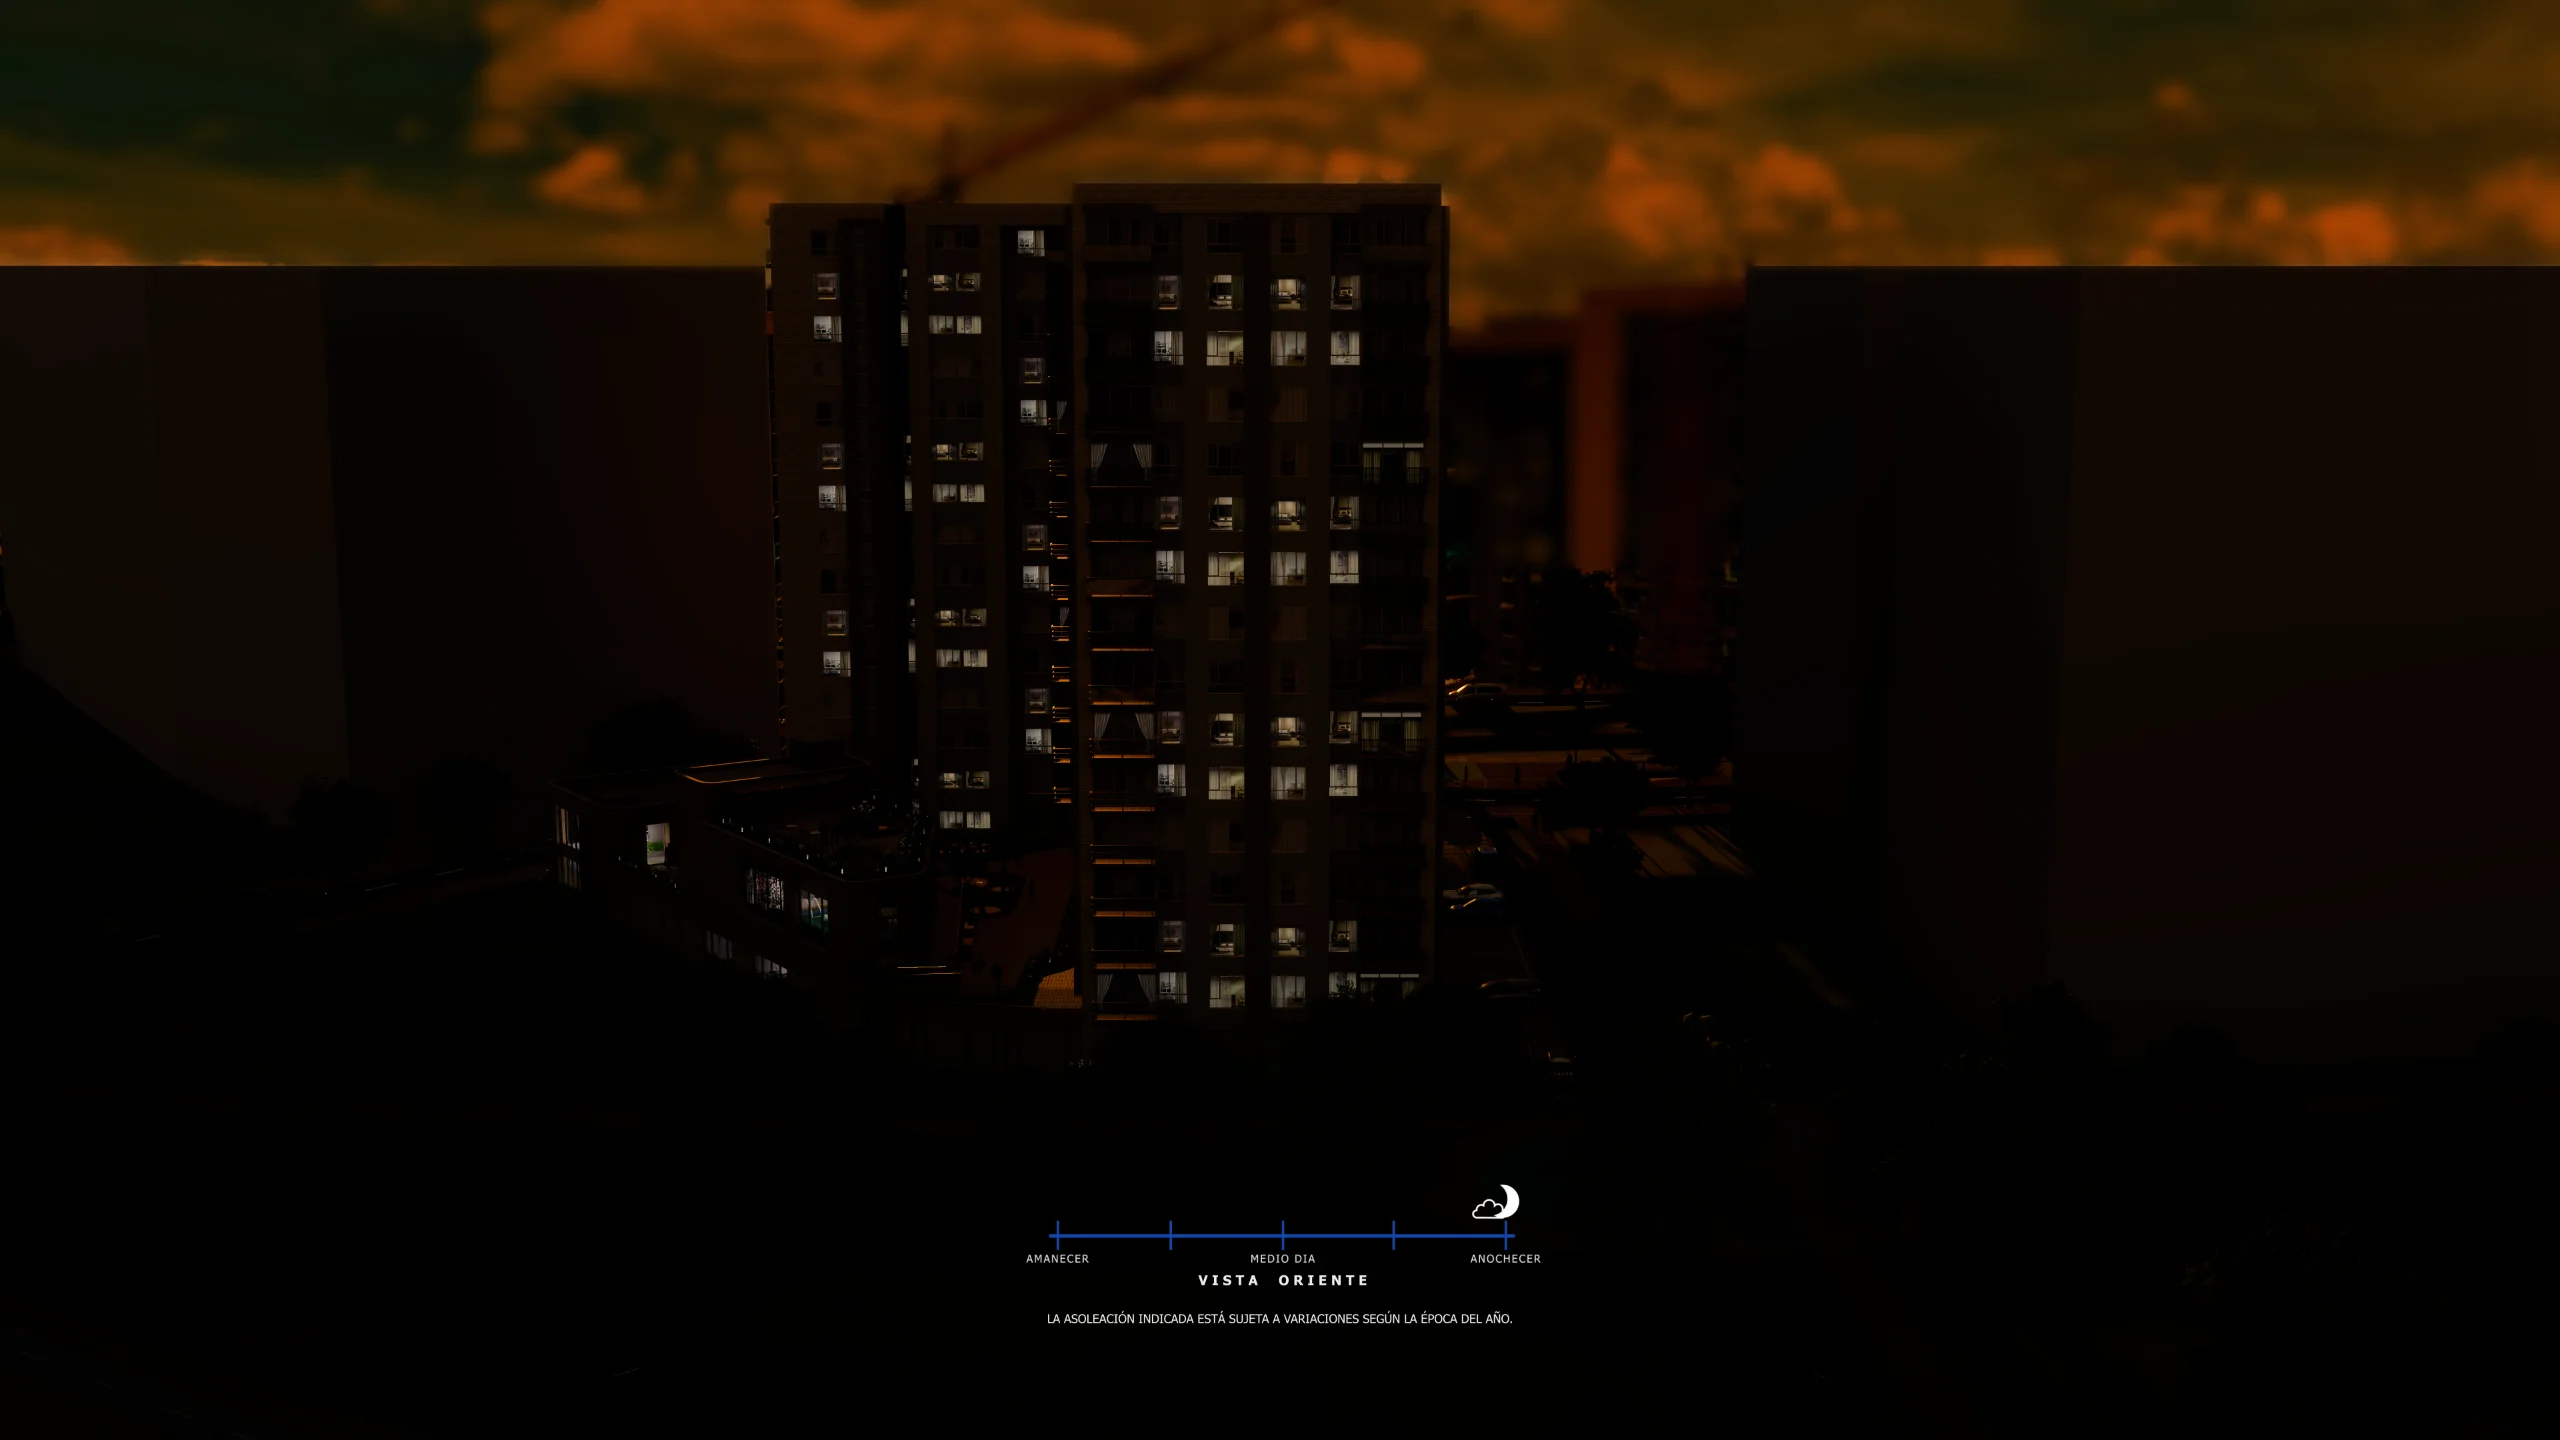 AMANECER MEDIO DIA ANOCHECER
VISTA ORIENTE
LA ASOLEACIÓN INDICADA ESTÁ SUJETA A VARIACIONES SEGÚN LA ÉPOCA DEL AÑO.